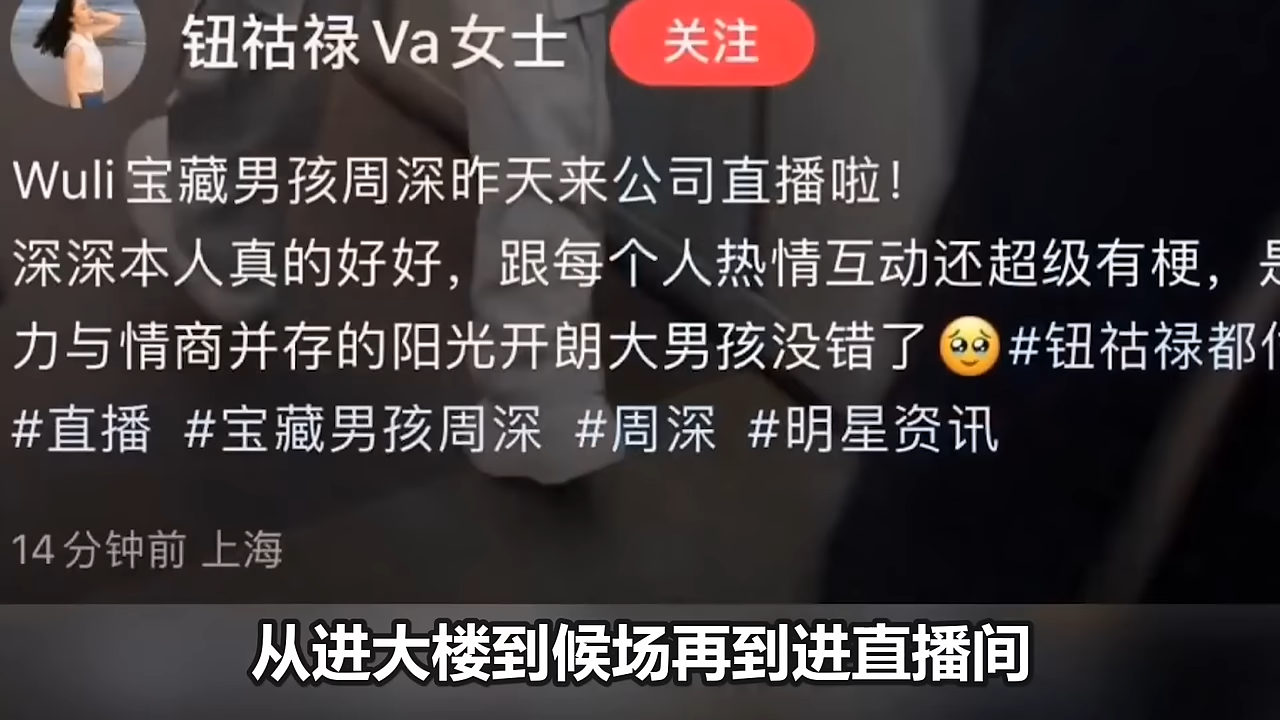 钮祜禄Va女士 关注
Wuli宝藏男孩周深昨天来公司直播啦！
深深本人真的好好，跟每个人热情互动还超级有梗，
力与情商并存的阳光开朗大男孩没错了🥹#钮祜禄都
#直播 #宝藏男孩周深 #周深 #明星资讯
14分钟前 上海
从进大楼到候场再到进直播间